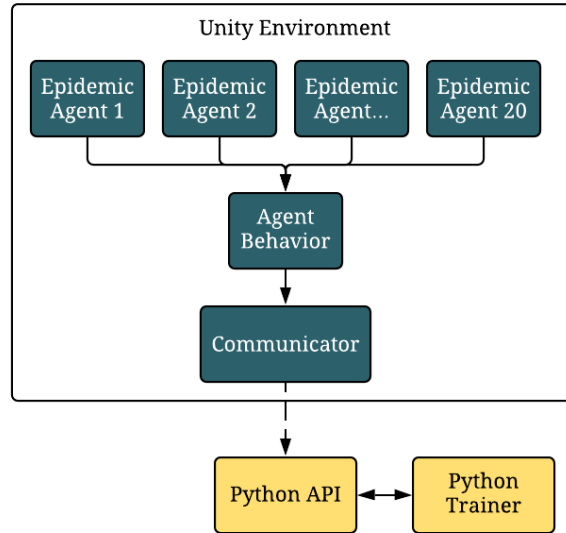 Unity Environment
Epidemic
Agent 1
Epidemic
Agent 2
Epidemic
Agent...
Epidemic
Agent 20
Agent
Behavior
Communicator
Python API
Python
Trainer